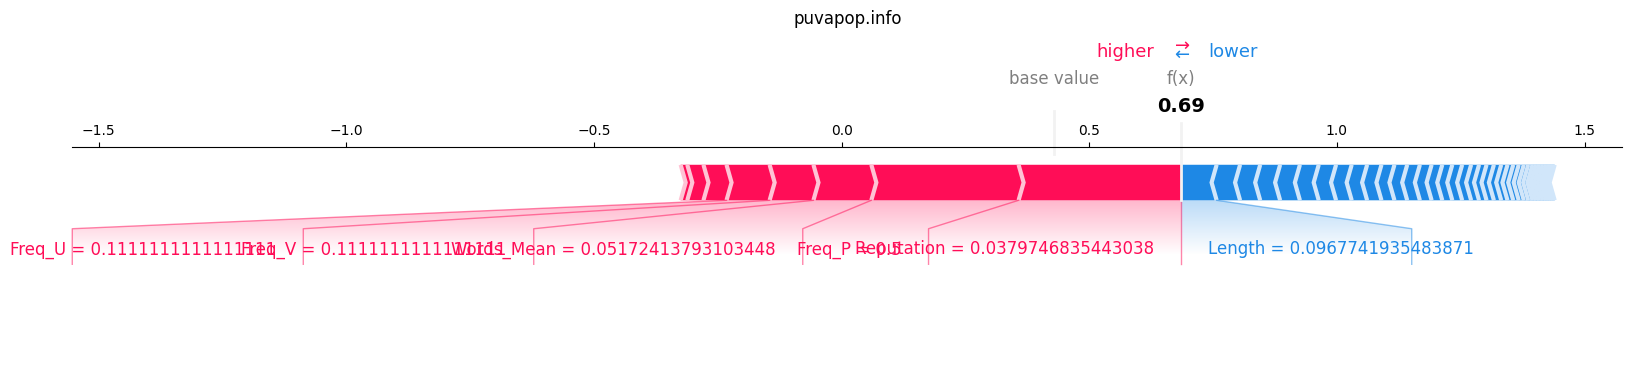 puvapop.info
higher → ← lower
base value f(x)
0.69
−1.5 −1.0 −0.5 0.0 0.5 1.0 1.5
Freq_U = 0.1111111111111111 Freq_V = 0.1111111111111111 Words_Mean = 0.05172413793103448 Freq_P = 0.5 Reputation = 0.0379746835443038 Length = 0.0967741935483871